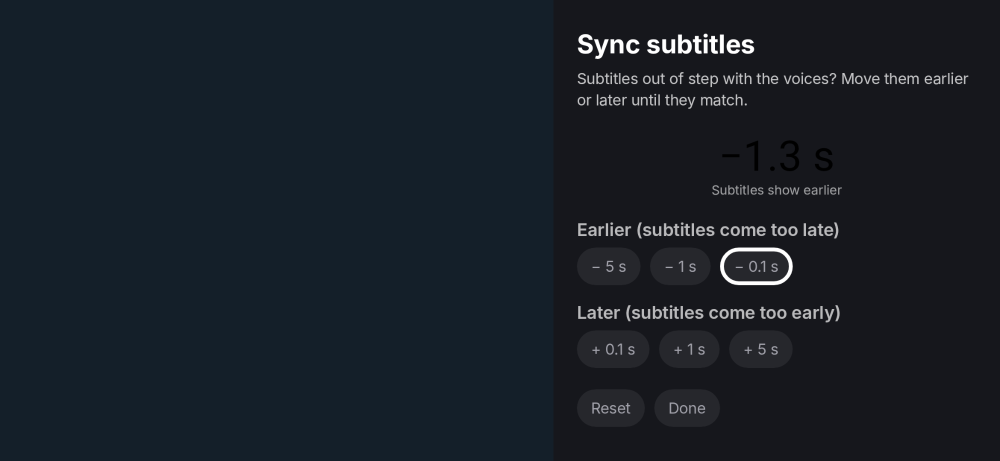 Sync subtitles
Subtitles out of step with the voices? Move them earlier
or later until they match.
−1.3 s
Subtitles show earlier
Earlier (subtitles come too late)
− 5 s − 1 s − 0.1 s
Later (subtitles come too early)
+ 0.1 s + 1 s + 5 s
Reset Done